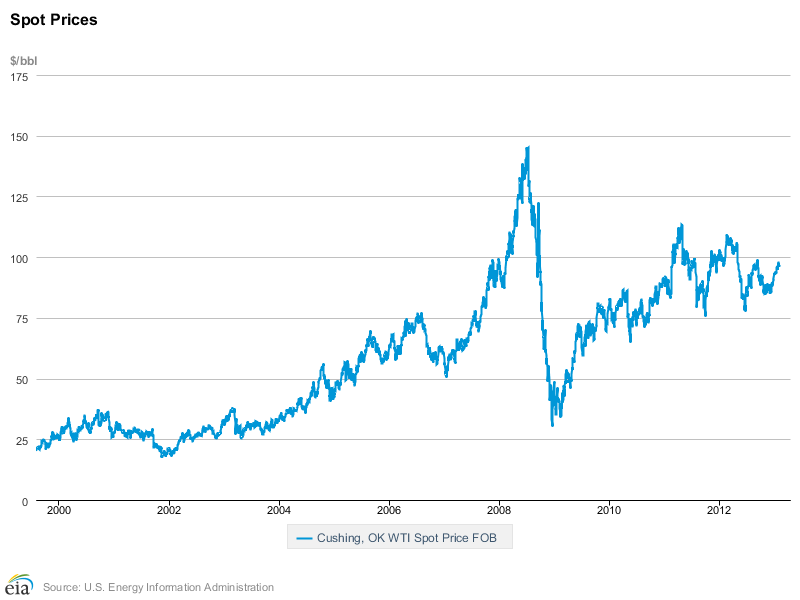 Spot Prices
$/bbl
175
150
125
100
75
50
25
0
2000 2002 2004 2006 2008 2010 2012
Cushing, OK WTI Spot Price FOB
eia Source: U.S. Energy Information Administration